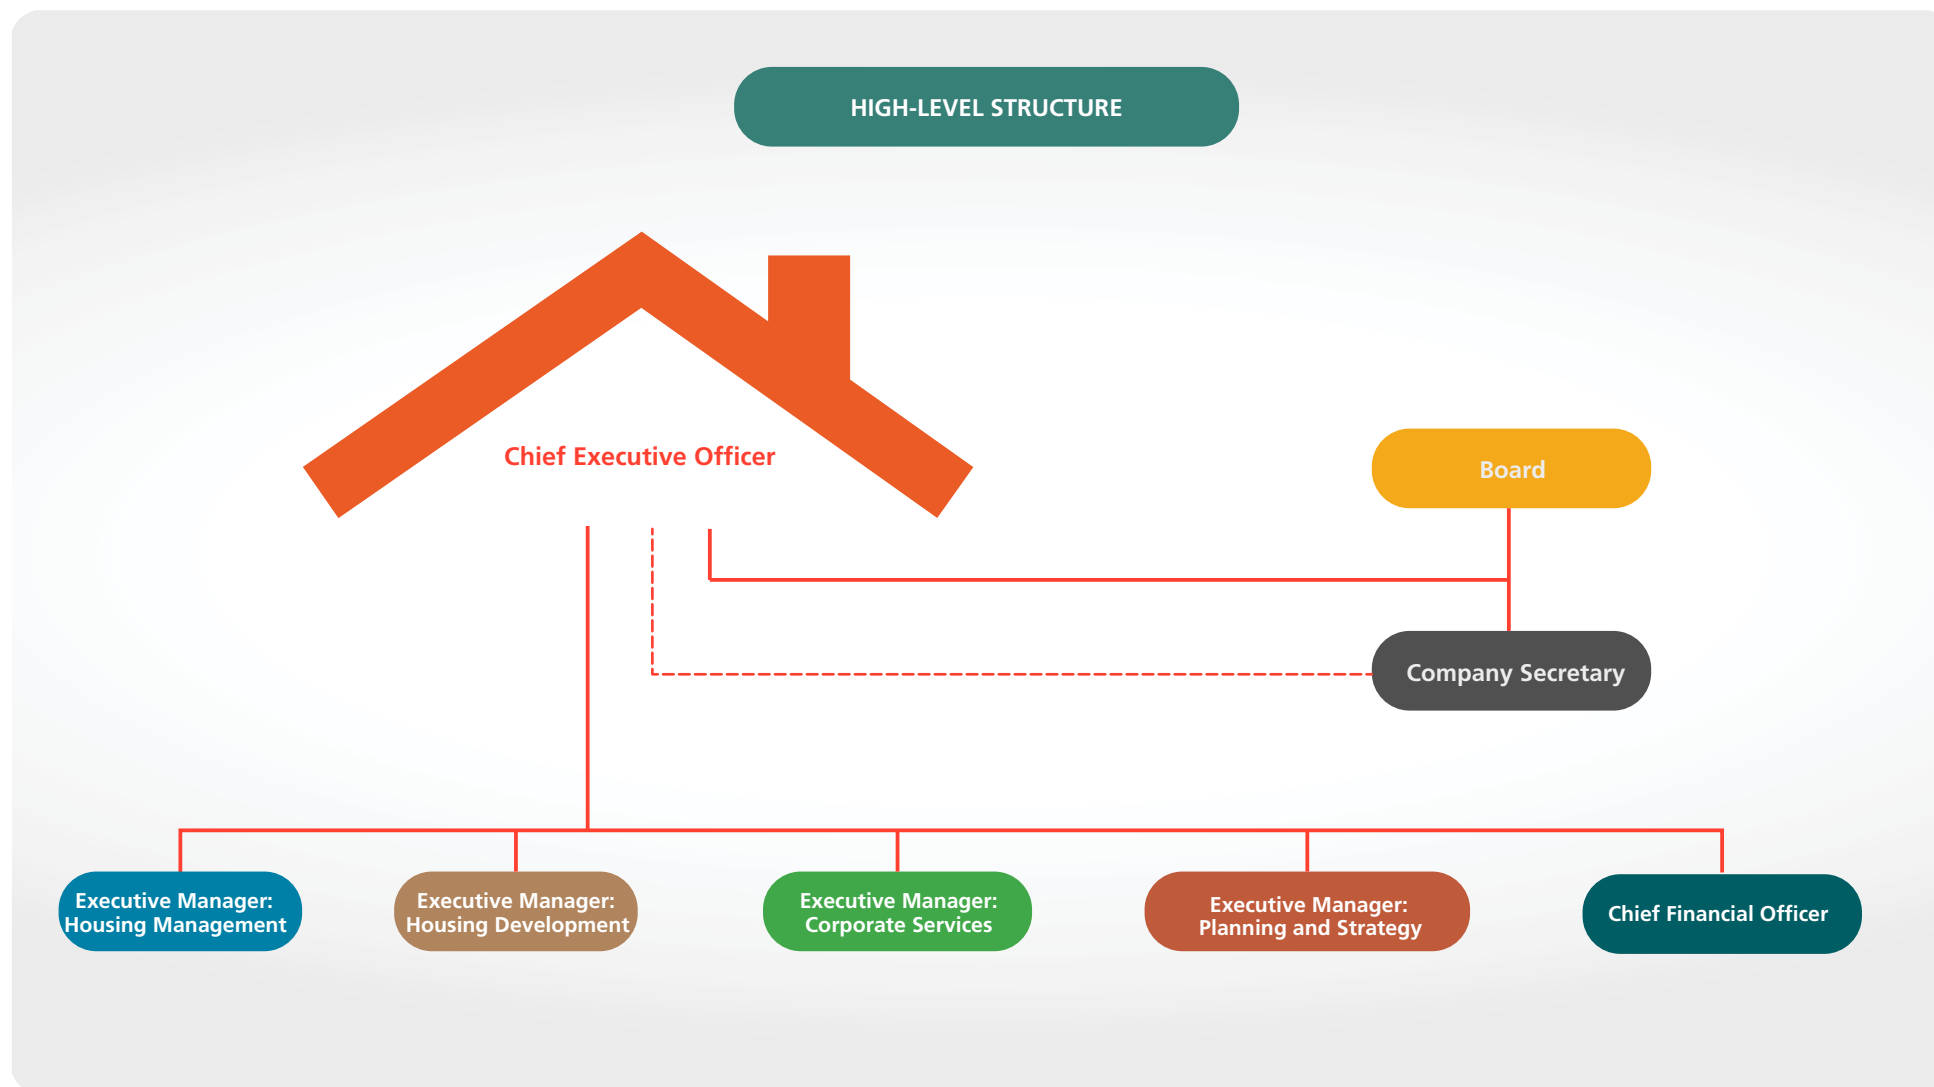 HIGH-LEVEL STRUCTURE
Chief Executive Officer
Board
Company Secretary
Executive Manager:
Housing Management
Executive Manager:
Housing Development
Executive Manager:
Corporate Services
Executive Manager:
Planning and Strategy
Chief Financial Officer